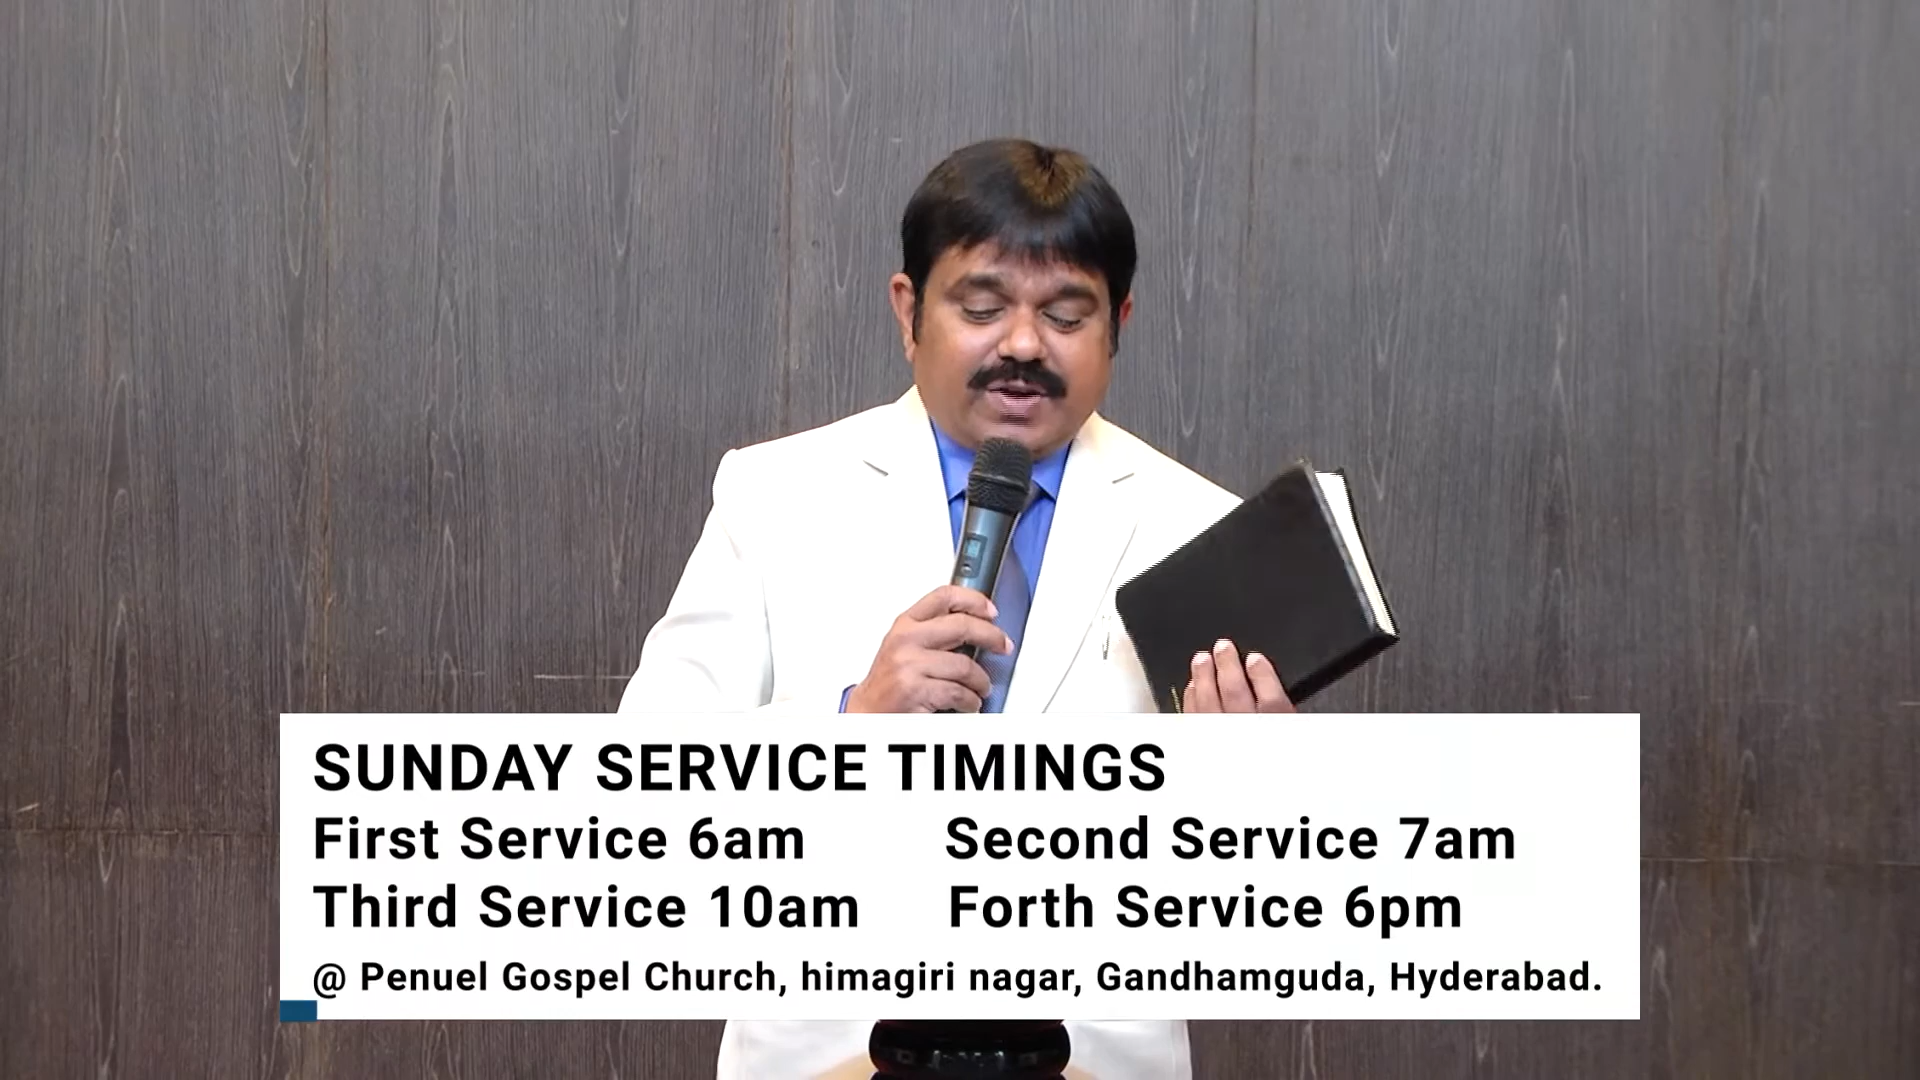 SUNDAY SERVICE TIMINGS
First Service 6am Second Service 7am
Third Service 10am Forth Service 6pm
@ Penuel Gospel Church, himagiri nagar, Gandhamguda, Hyderabad.